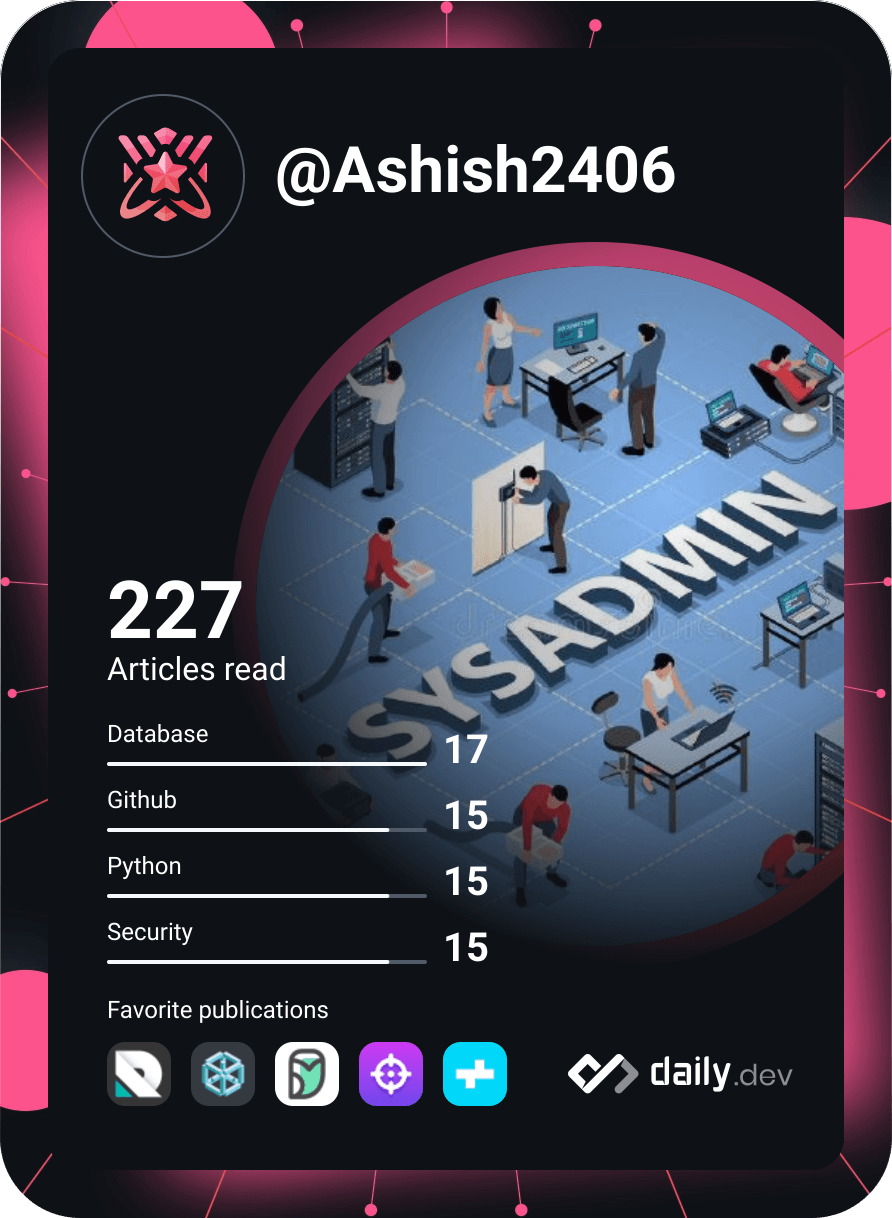 @Ashish2406
SYSADMIN
227
Articles read
Database
17
Github
15
Python
15
Security
15
Favorite publications
daily.dev